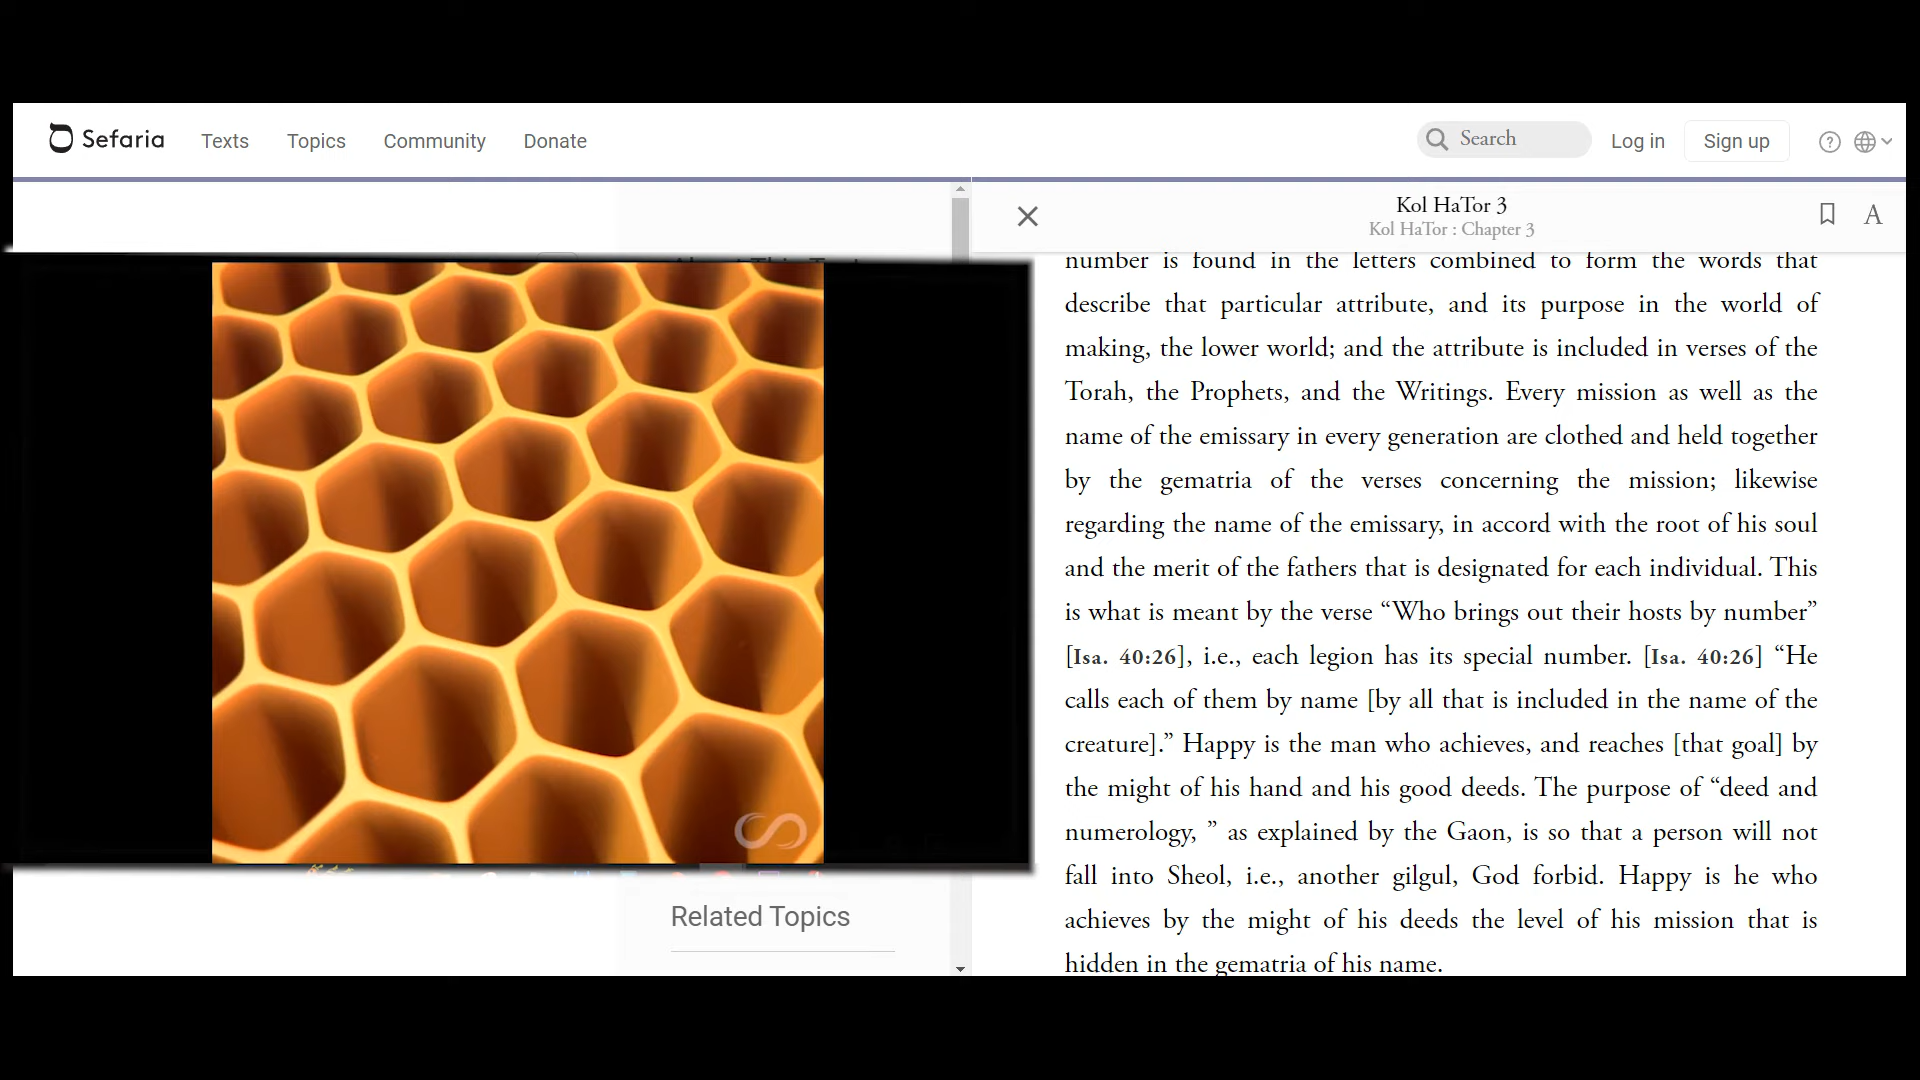 Sefaria Texts Topics Community Donate Search Log in Sign up
Kol HaTor 3 A
Kol HaTor : Chapter 3
number is found in the letters combined to form the words that
describe that particular attribute, and its purpose in the world of
making, the lower world; and the attribute is included in verses of the
Torah, the Prophets, and the Writings. Every mission as well as the
name of the emissary in every generation are clothed and held together
by the gematria of the verses concerning the mission; likewise
regarding the name of the emissary, in accord with the root of his soul
and the merit of the fathers that is designated for each individual. This
is what is meant by the verse “Who brings out their hosts by number”
[Isa. 40:26], i.e., each legion has its special number. [Isa. 40:26] “He
calls each of them by name [by all that is included in the name of the
creature].” Happy is the man who achieves, and reaches [that goal] by
the might of his hand and his good deeds. The purpose of “deed and
numerology, ” as explained by the Gaon, is so that a person will not
fall into Sheol, i.e., another gilgul, God forbid. Happy is he who
achieves by the might of his deeds the level of his mission that is
hidden in the gematria of his name.
Related Topics